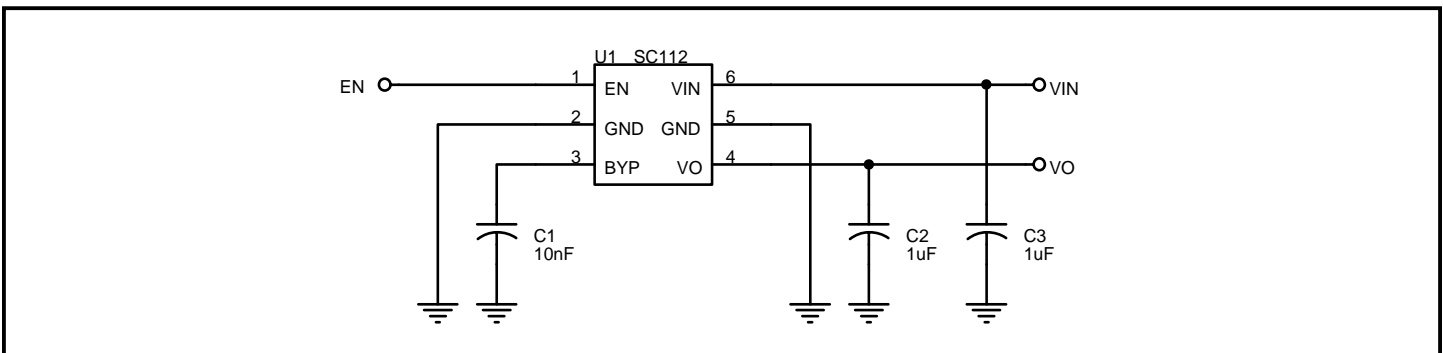 U1 SC112
EN 1 EN VIN 6 VIN
2 GND GND 5
3 BYP VO 4 VO
C1
10nF
C2
1uF
C3
1uF